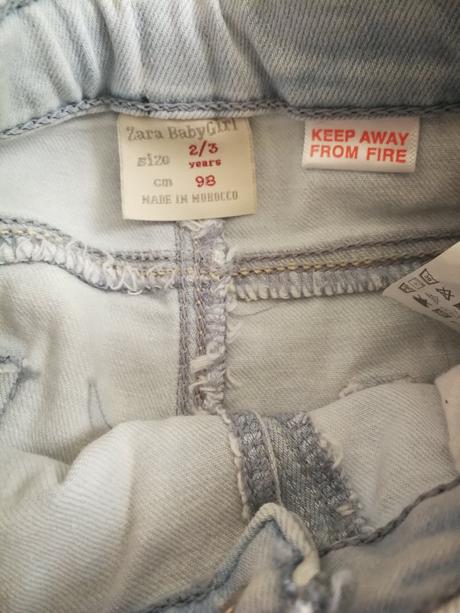 Zara BabyGirl
size 2/3
years
cm 98
MADE IN MOROCCO
KEEP AWAY
FROM FIRE